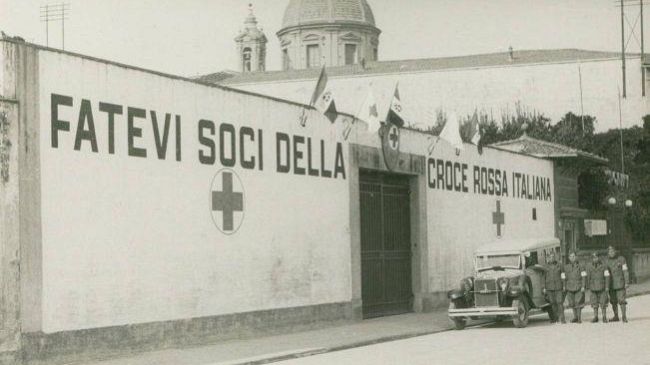 FATEVI SOCI DELLA
CROCE ROSSA ITALIANA